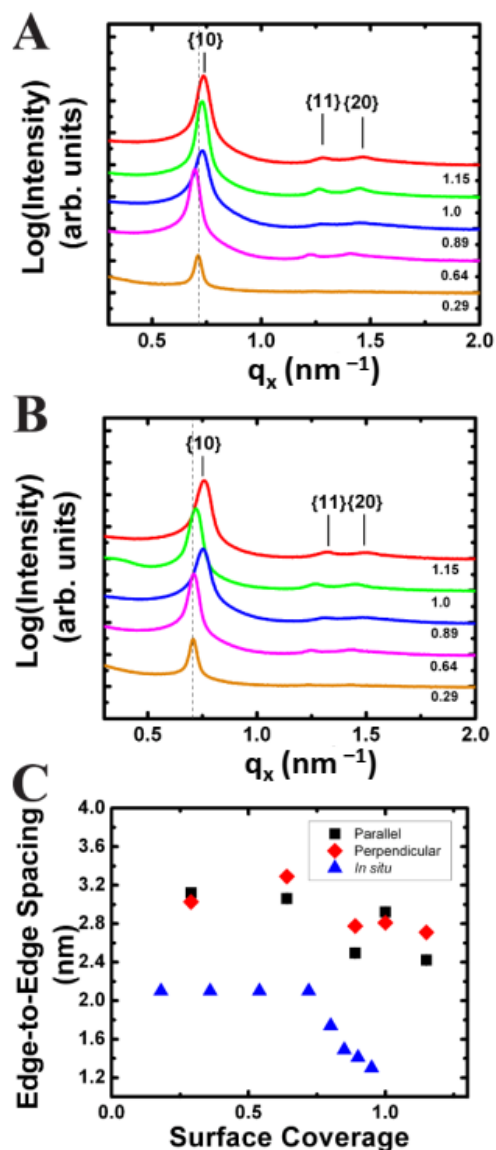 A
{10}
{11} {20}
Log(Intensity)
(arb. units)
1.15
1.0
0.89
0.64
0.29
0.5 1.0 1.5 2.0
qx (nm⁻¹)
B
{10}
{11} {20}
Log(Intensity)
(arb. units)
1.15
1.0
0.89
0.64
0.29
0.5 1.0 1.5 2.0
qx (nm⁻¹)
C
Edge-to-Edge Spacing
(nm)
4.0
3.6
3.2
2.8
2.4
2.0
1.6
1.2
Parallel
Perpendicular
In situ
0.0 0.5 1.0
Surface Coverage